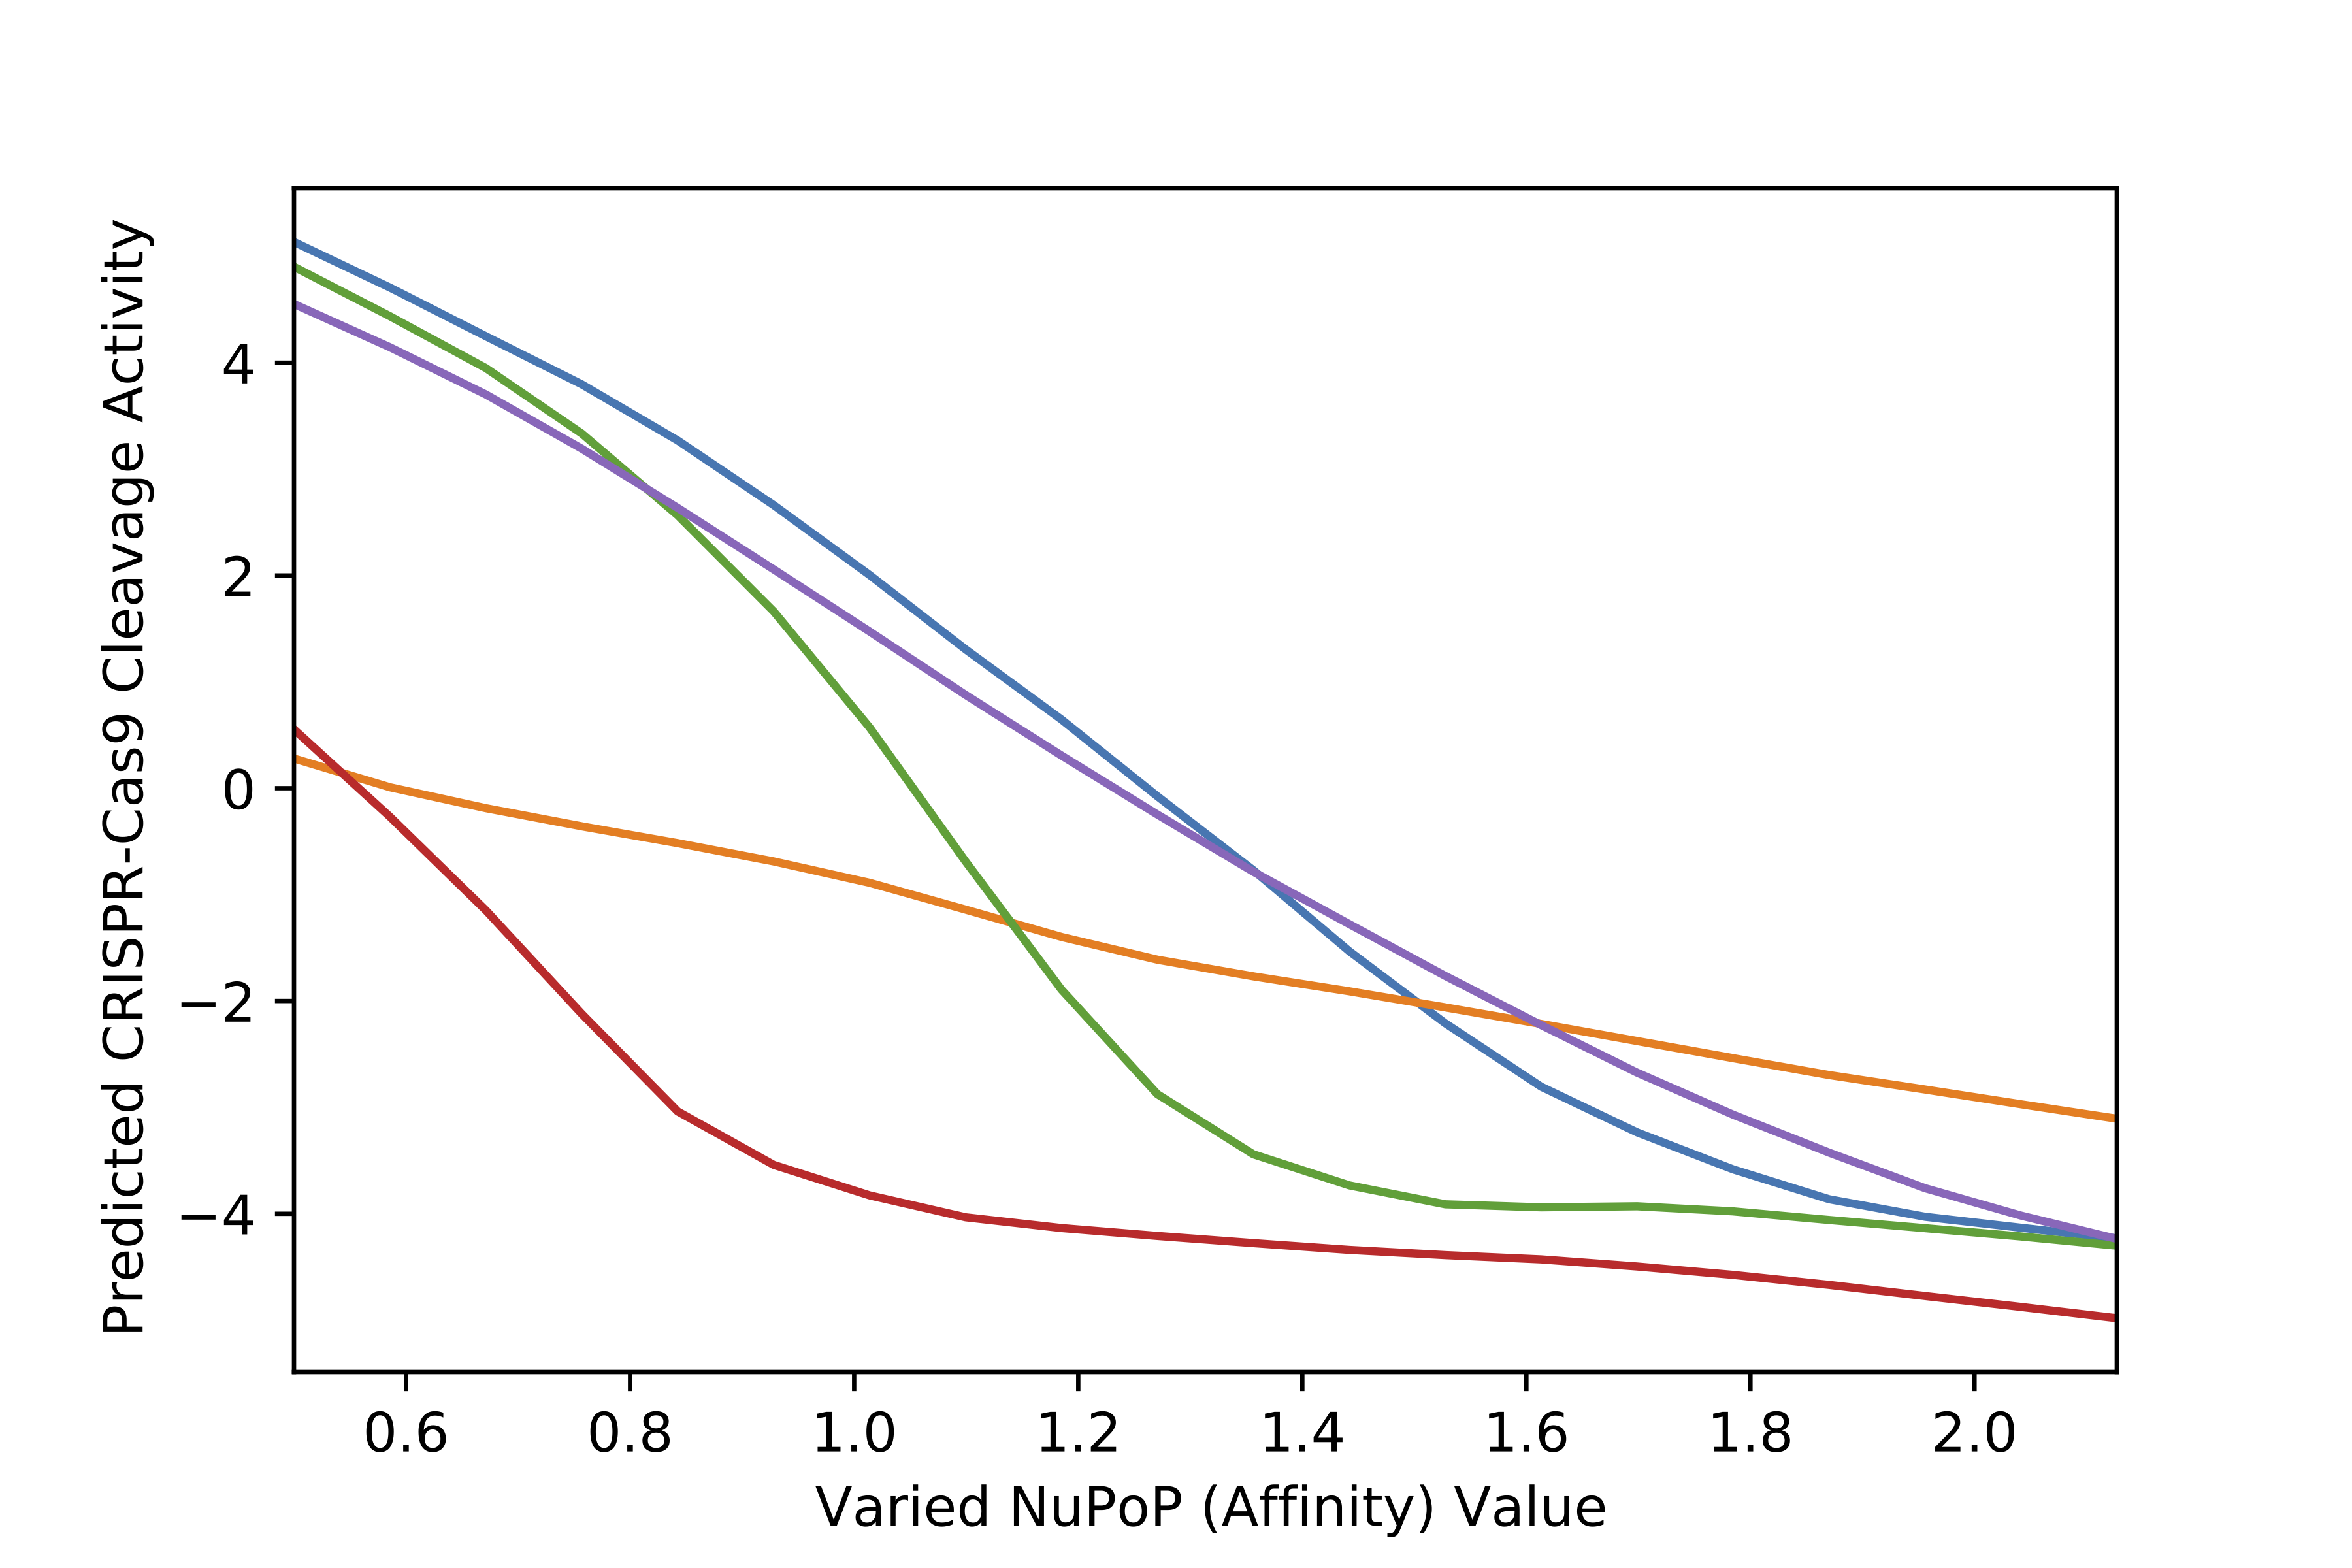 Predicted CRISPR-Cas9 Cleavage Activity
4
2
0
−2
−4
0.6 0.8 1.0 1.2 1.4 1.6 1.8 2.0
Varied NuPoP (Affinity) Value